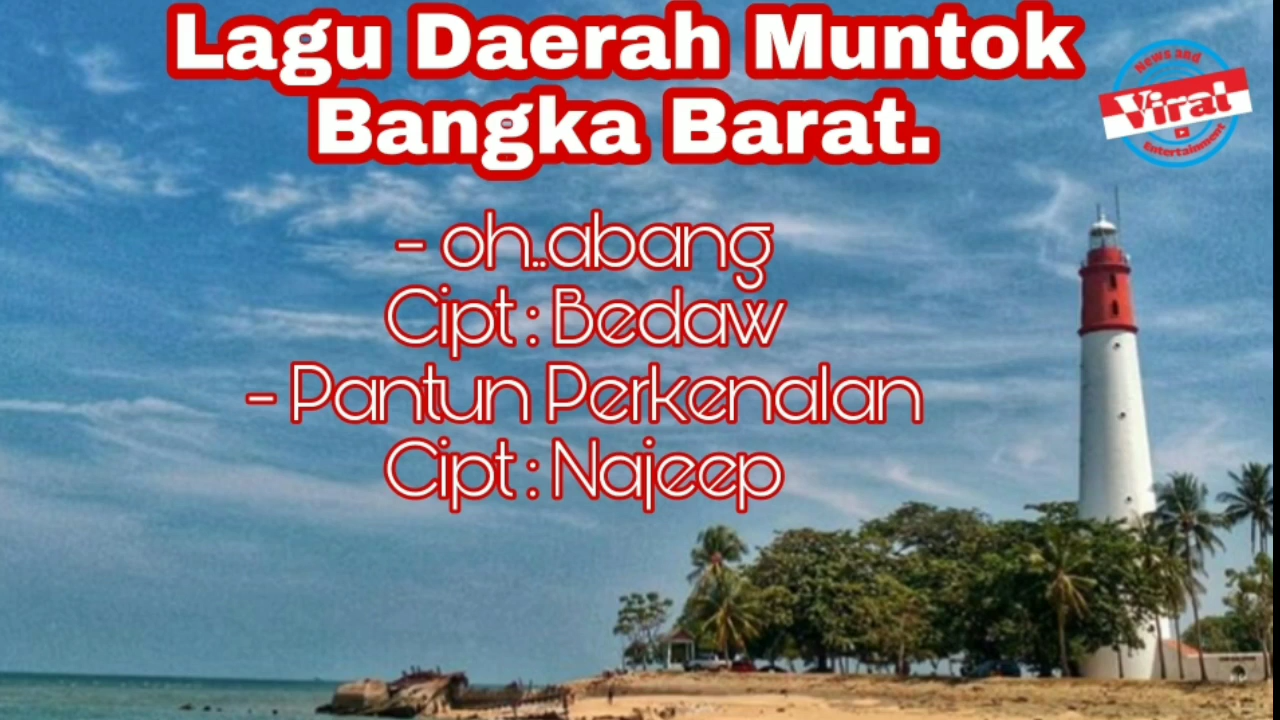 Lagu Daerah Muntok
Bangka Barat.
News and
Viral
Entertainment
- oh..abang
Cipt : Bedaw
- Pantun Perkenalan
Cipt : Najeep